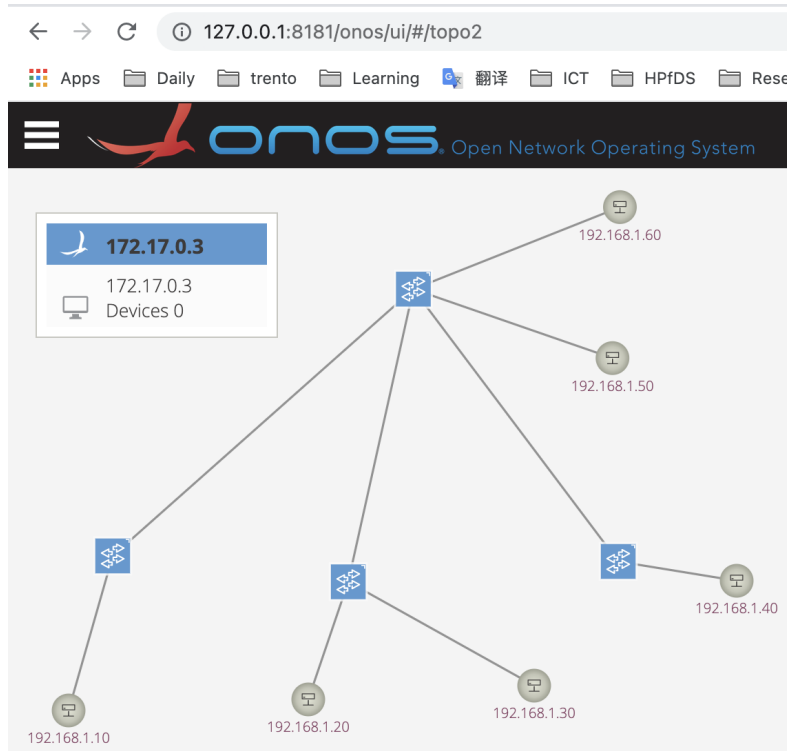 127.0.0.1:8181/onos/ui/#/topo2
Apps Daily trento Learning 翻译 ICT HPfDS Rese
onos. Open Network Operating System
192.168.1.60
172.17.0.3
172.17.0.3
Devices 0
192.168.1.50
192.168.1.40
192.168.1.10
192.168.1.20
192.168.1.30